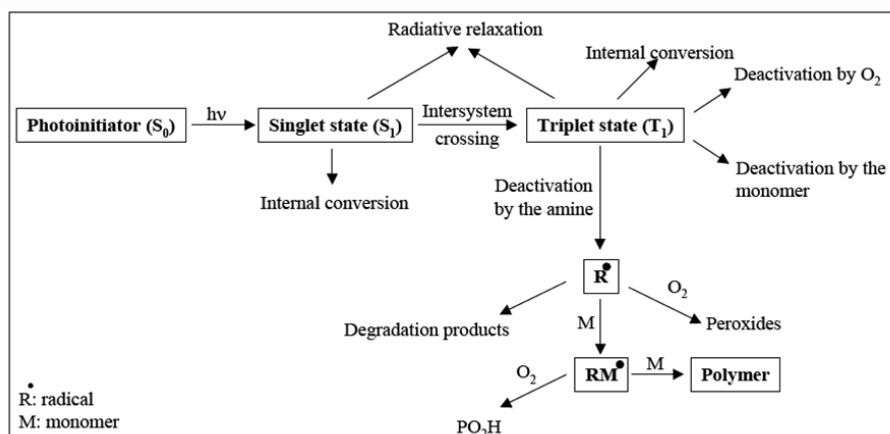 Radiative relaxation
Internal conversion
Deactivation by O₂
Photoinitiator (S₀)
hν
Singlet state (S₁)
Intersystem
crossing
Triplet state (T₁)
Internal conversion
Deactivation
by the amine
Deactivation by the
monomer
R•
O₂
Degradation products
M
Peroxides
O₂
RM•
M
Polymer
PO₂H
R•: radical
M: monomer